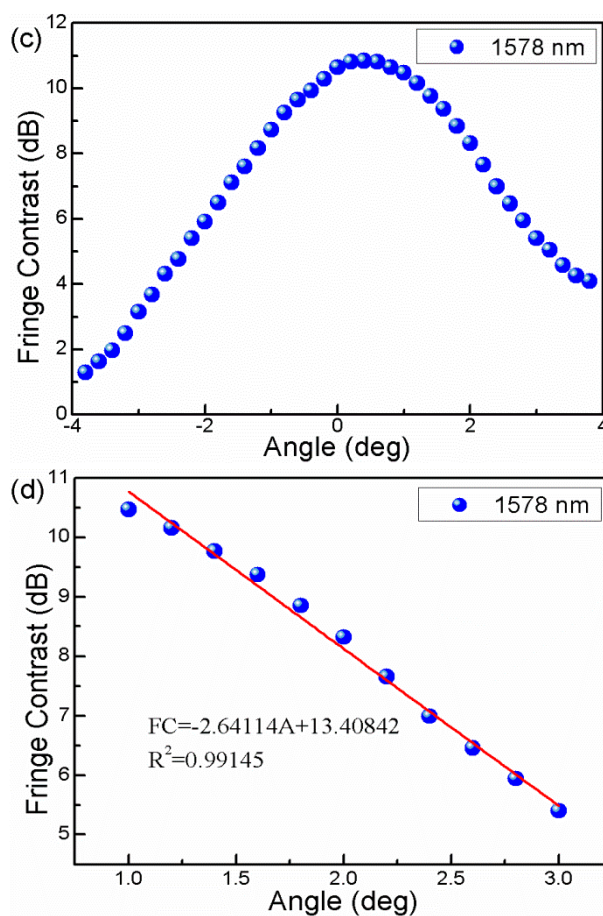 (c)
1578 nm
12
10
8
6
4
2
0
Fringe Contrast (dB)
-4 -2 0 2 4
Angle (deg)
(d)
1578 nm
11
10
9
8
7
6
5
Fringe Contrast (dB)
FC=-2.64114A+13.40842
R²=0.99145
1.0 1.5 2.0 2.5 3.0
Angle (deg)